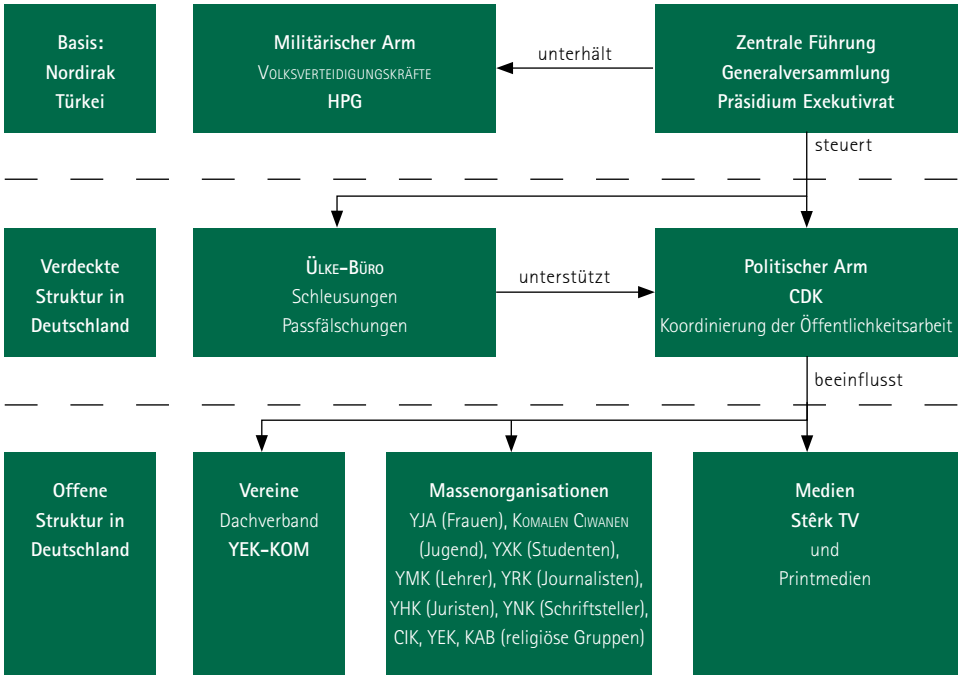 Basis:
Nordirak
Türkei
Militärischer Arm
VOLKSVERTEIDIGUNGSKRÄFTE
HPG
unterhält
Zentrale Führung
Generalversammlung
Präsidium Exekutivrat
steuert
Verdeckte
Struktur in
Deutschland
ÜLKE-BÜRO
Schleusungen
Passfälschungen
unterstützt
Politischer Arm
CDK
Koordinierung der Öffentlichkeitsarbeit
beeinflusst
Offene
Struktur in
Deutschland
Vereine
Dachverband
YEK-KOM
Massenorganisationen
YJA (Frauen), KOMALEN CIWANEN
(Jugend), YXK (Studenten),
YMK (Lehrer), YRK (Journalisten),
YHK (Juristen), YNK (Schriftsteller),
CIK, YEK, KAB (religiöse Gruppen)
Medien
Stêrk TV
und
Printmedien